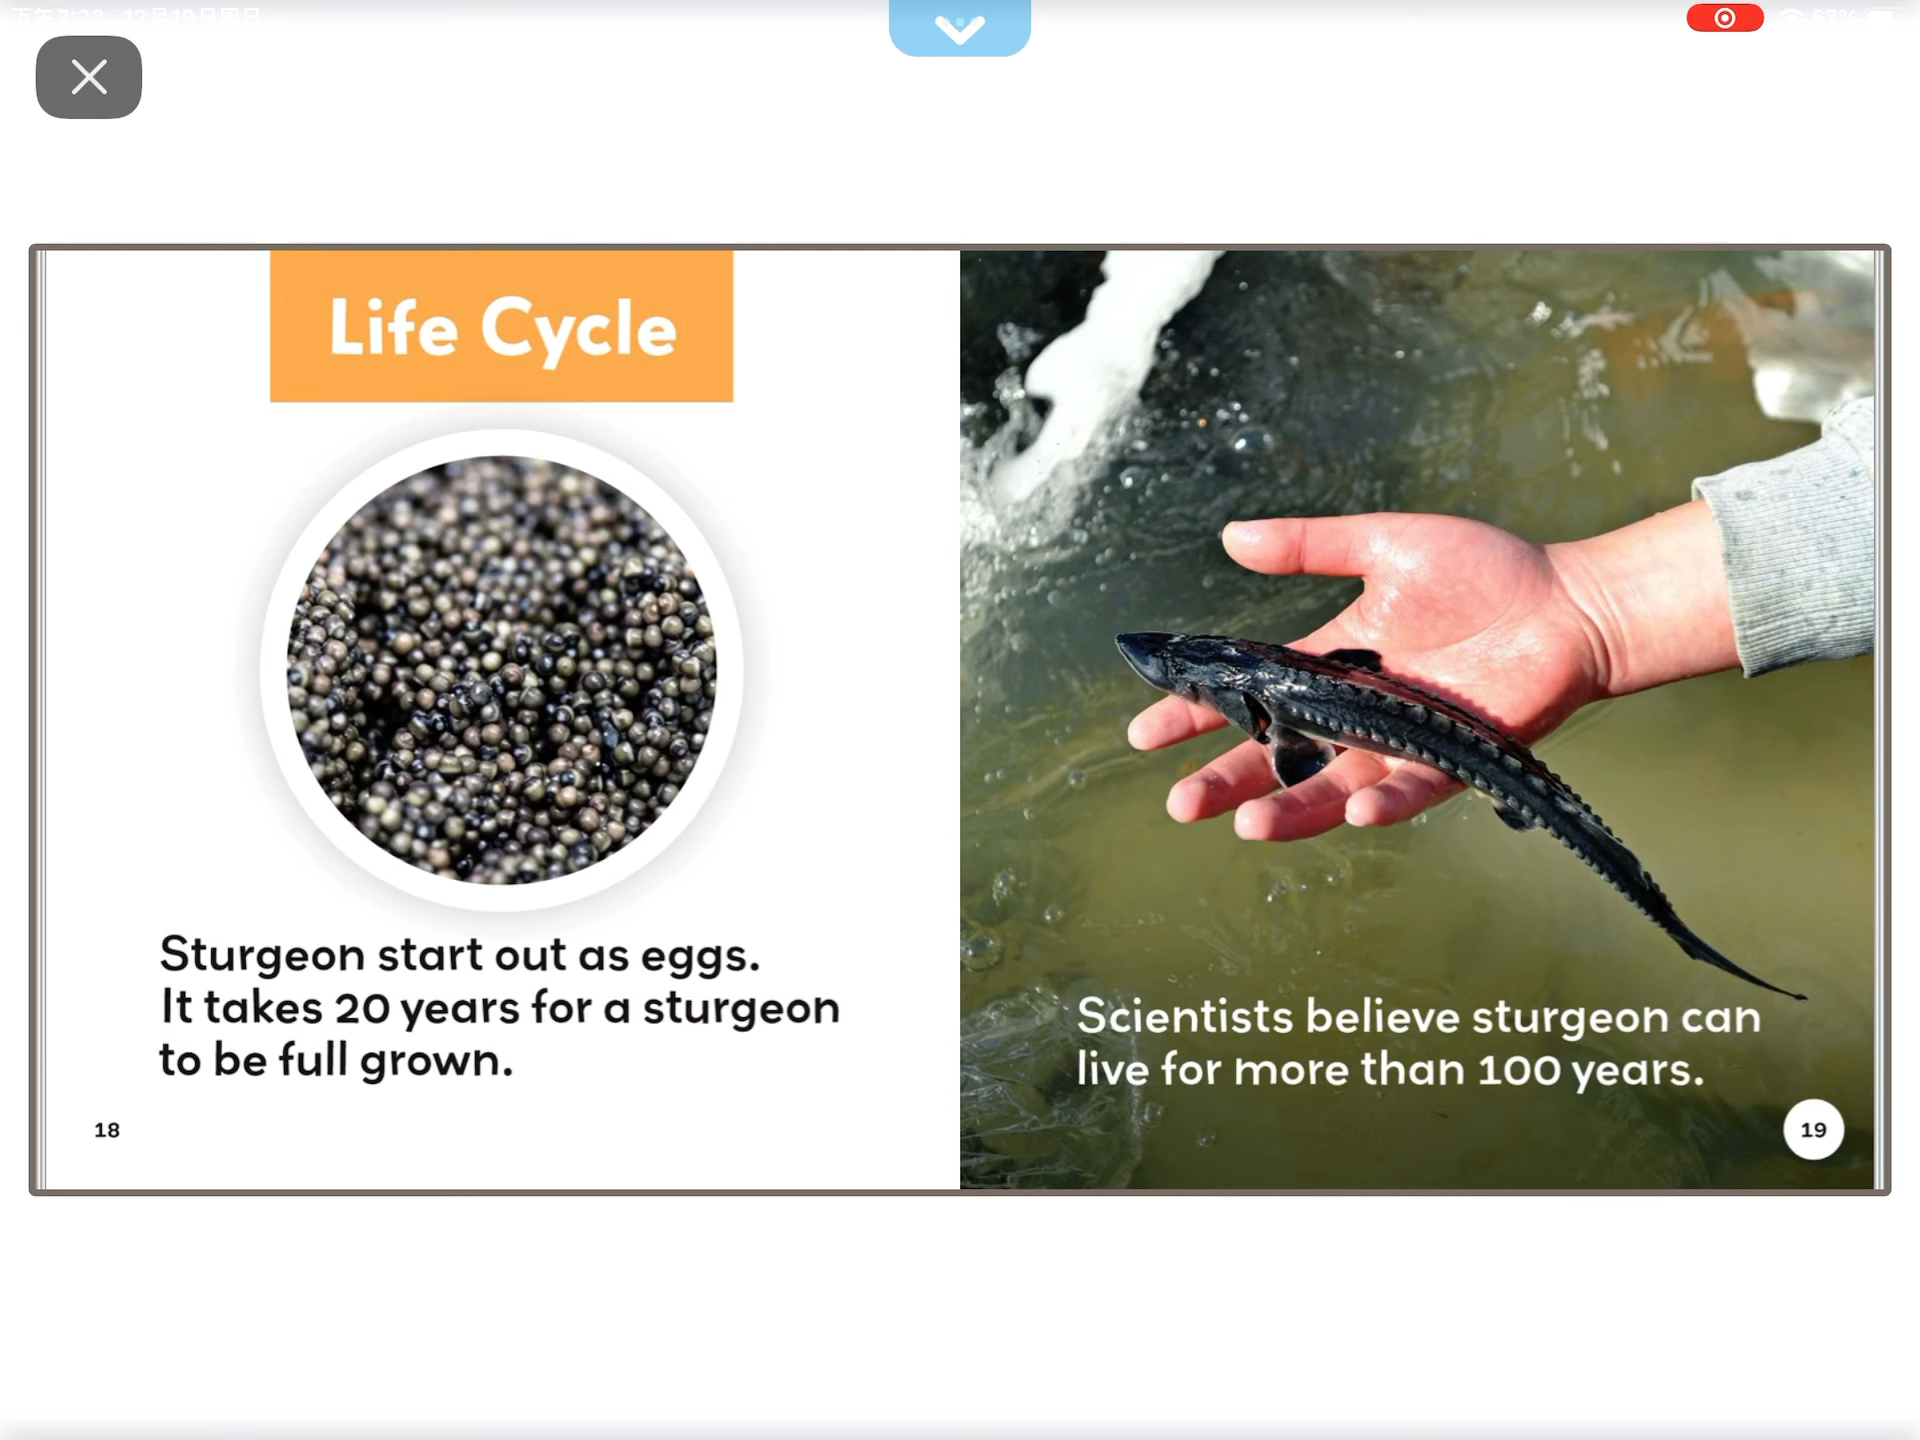 Life Cycle
Sturgeon start out as eggs.
It takes 20 years for a sturgeon
to be full grown.
18
Scientists believe sturgeon can
live for more than 100 years.
19